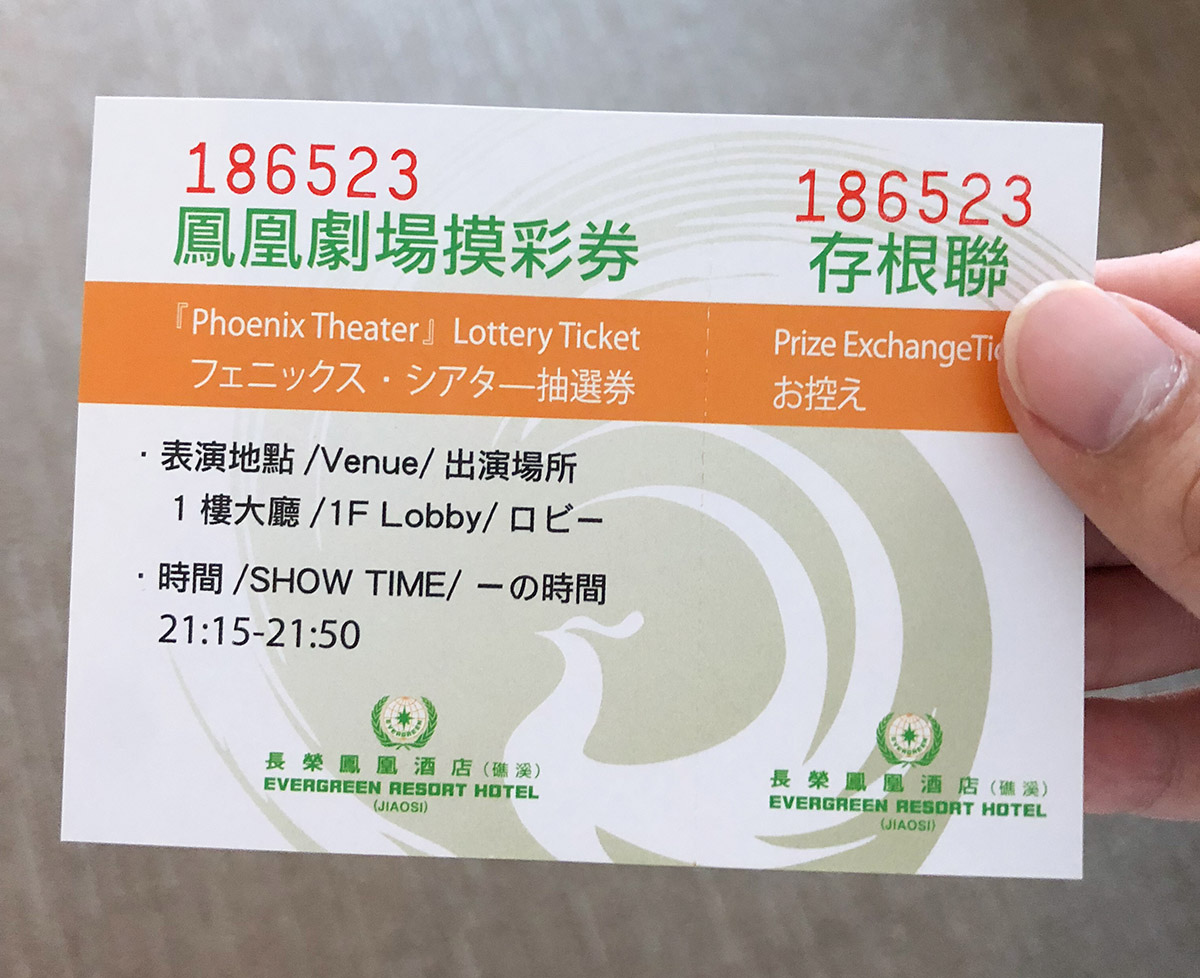 186523
鳳凰劇場摸彩券
『Phoenix Theater』Lottery Ticket
フェニックス・シアタ—抽選券
・表演地點 /Venue/ 出演場所
1 樓大廳 /1F Lobby/ ロビー
・時間 /SHOW TIME/ ーの時間
21:15-21:50
EVERGREEN
長榮鳳凰酒店(礁溪)
EVERGREEN RESORT HOTEL
(JIAOSI)
186523
存根聯
Prize Exchange
お控え
EVERGREEN
長榮鳳凰酒店(礁溪)
EVERGREEN RESORT HOTEL
(JIAOSI)